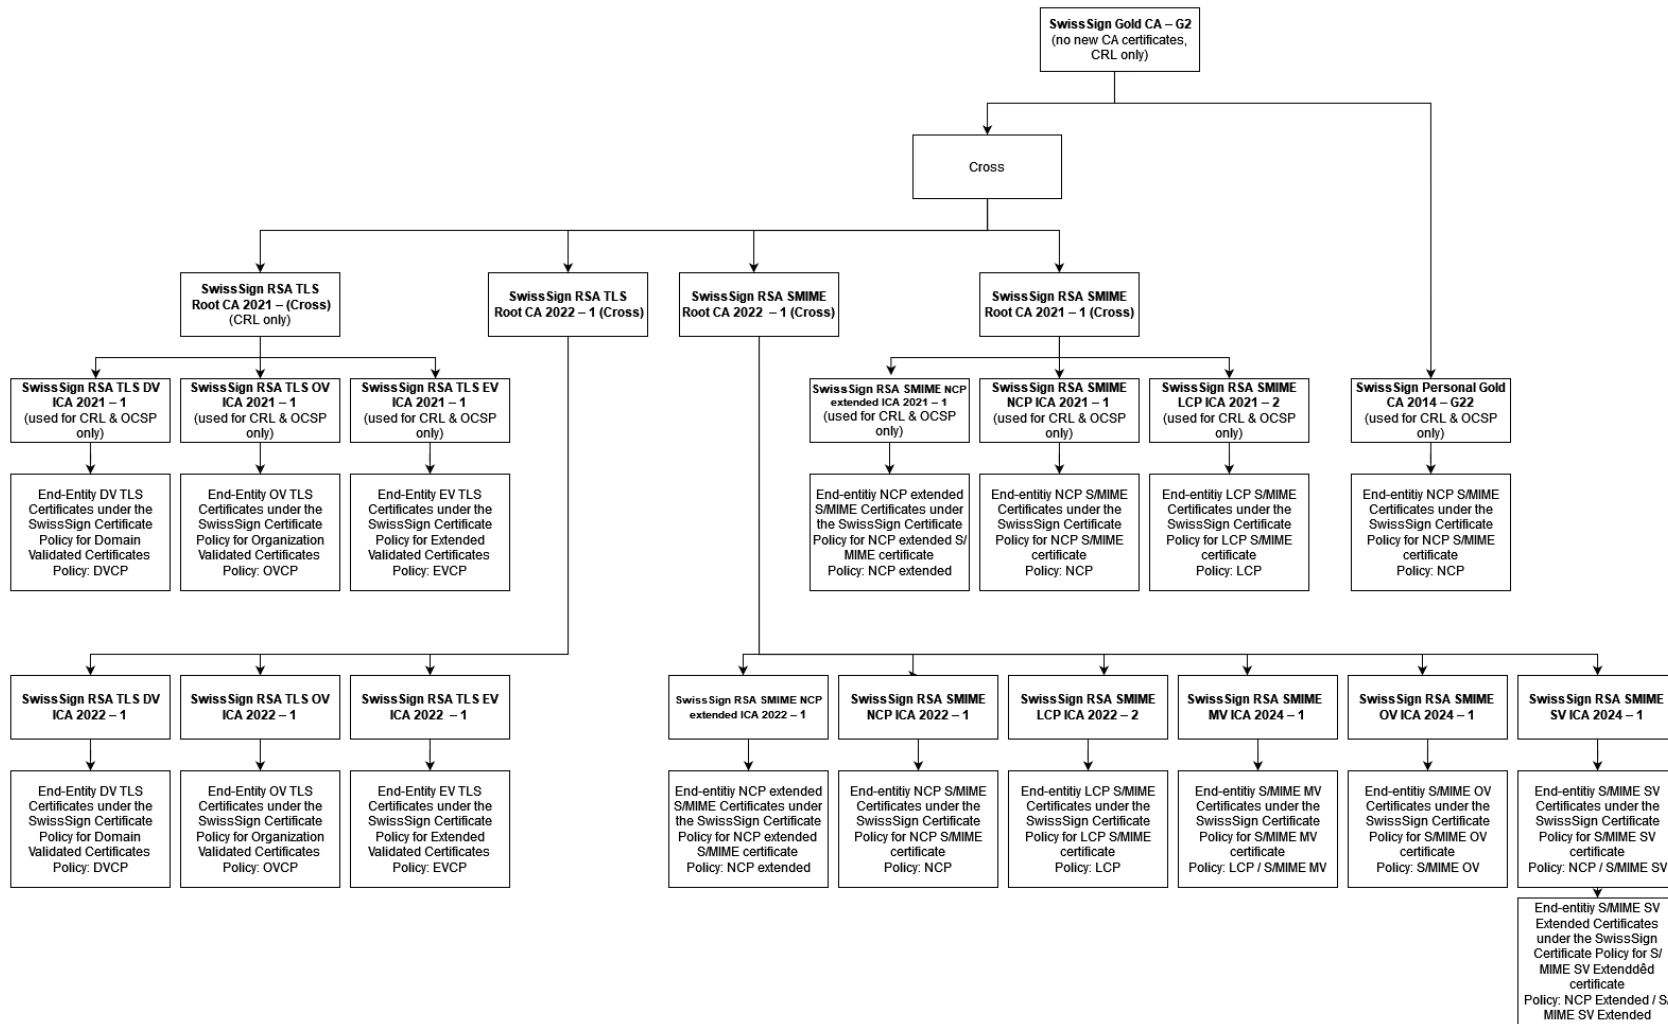 SwissSign Gold CA – G2
(no new CA certificates,
CRL only)
Cross
SwissSign RSA TLS
Root CA 2021 – (Cross)
(CRL only)
SwissSign RSA TLS
Root CA 2022 – 1 (Cross)
SwissSign RSA SMIME
Root CA 2022 – 1 (Cross)
SwissSign RSA SMIME
Root CA 2021 – 1 (Cross)
SwissSign RSA TLS DV
ICA 2021 – 1
(used for CRL & OCSP
only)
SwissSign RSA TLS OV
ICA 2021 – 1
(used for CRL & OCSP
only)
SwissSign RSA TLS EV
ICA 2021 – 1
(used for CRL & OCSP
only)
SwissSign RSA SMIME NCP
extended ICA 2021 – 1
(used for CRL & OCSP
only)
SwissSign RSA SMIME
NCP ICA 2021 – 1
(used for CRL & OCSP
only)
SwissSign RSA SMIME
LCP ICA 2021 – 2
(used for CRL & OCSP
only)
SwissSign Personal Gold
CA 2014 – G22
(used for CRL & OCSP
only)
End-Entity DV TLS
Certificates under the
SwissSign Certificate
Policy for Domain
Validated Certificates
Policy: DVCP
End-Entity OV TLS
Certificates under the
SwissSign Certificate
Policy for Organization
Validated Certificates
Policy: OVCP
End-Entity EV TLS
Certificates under the
SwissSign Certificate
Policy for Extended
Validated Certificates
Policy: EVCP
End-entitiy NCP extended
S/MIME Certificates under
the SwissSign Certificate
Policy for NCP extended S/
MIME certificate
Policy: NCP extended
End-entitiy NCP S/MIME
Certificates under the
SwissSign Certificate
Policy for NCP S/MIME
certificate
Policy: NCP
End-entitiy LCP S/MIME
Certificates under the
SwissSign Certificate
Policy for LCP S/MIME
certificate
Policy: LCP
End-entitiy NCP S/MIME
Certificates under the
SwissSign Certificate
Policy for NCP S/MIME
certificate
Policy: NCP
SwissSign RSA TLS DV
ICA 2022 – 1
SwissSign RSA TLS OV
ICA 2022 – 1
SwissSign RSA TLS EV
ICA 2022 – 1
SwissSign RSA SMIME NCP
extended ICA 2022 – 1
SwissSign RSA SMIME
NCP ICA 2022 – 1
SwissSign RSA SMIME
LCP ICA 2022 – 2
SwissSign RSA SMIME
MV ICA 2024 – 1
SwissSign RSA SMIME
OV ICA 2024 – 1
SwissSign RSA SMIME
SV ICA 2024 – 1
End-Entity DV TLS
Certificates under the
SwissSign Certificate
Policy for Domain
Validated Certificates
Policy: DVCP
End-Entity OV TLS
Certificates under the
SwissSign Certificate
Policy for Organization
Validated Certificates
Policy: OVCP
End-Entity EV TLS
Certificates under the
SwissSign Certificate
Policy for Extended
Validated Certificates
Policy: EVCP
End-entitiy NCP extended
S/MIME Certificates under
the SwissSign Certificate
Policy for NCP extended
S/MIME certificate
Policy: NCP extended
End-entitiy NCP S/MIME
Certificates under the
SwissSign Certificate
Policy for NCP S/MIME
certificate
Policy: NCP
End-entitiy LCP S/MIME
Certificates under the
SwissSign Certificate
Policy for LCP S/MIME
certificate
Policy: LCP
End-entitiy S/MIME MV
Certificates under the
SwissSign Certificate
Policy for S/MIME MV
certificate
Policy: LCP / S/MIME MV
End-entitiy S/MIME OV
Certificates under the
SwissSign Certificate
Policy for S/MIME OV
certificate
Policy: S/MIME OV
End-entitiy S/MIME SV
Certificates under the
SwissSign Certificate
Policy for S/MIME SV
certificate
Policy: NCP / S/MIME SV
End-entitiy S/MIME SV
Extended Certificates
under the SwissSign
Certificate Policy for S/
MIME SV Extenddêd
certificate
Policy: NCP Extended / S/
MIME SV Extended